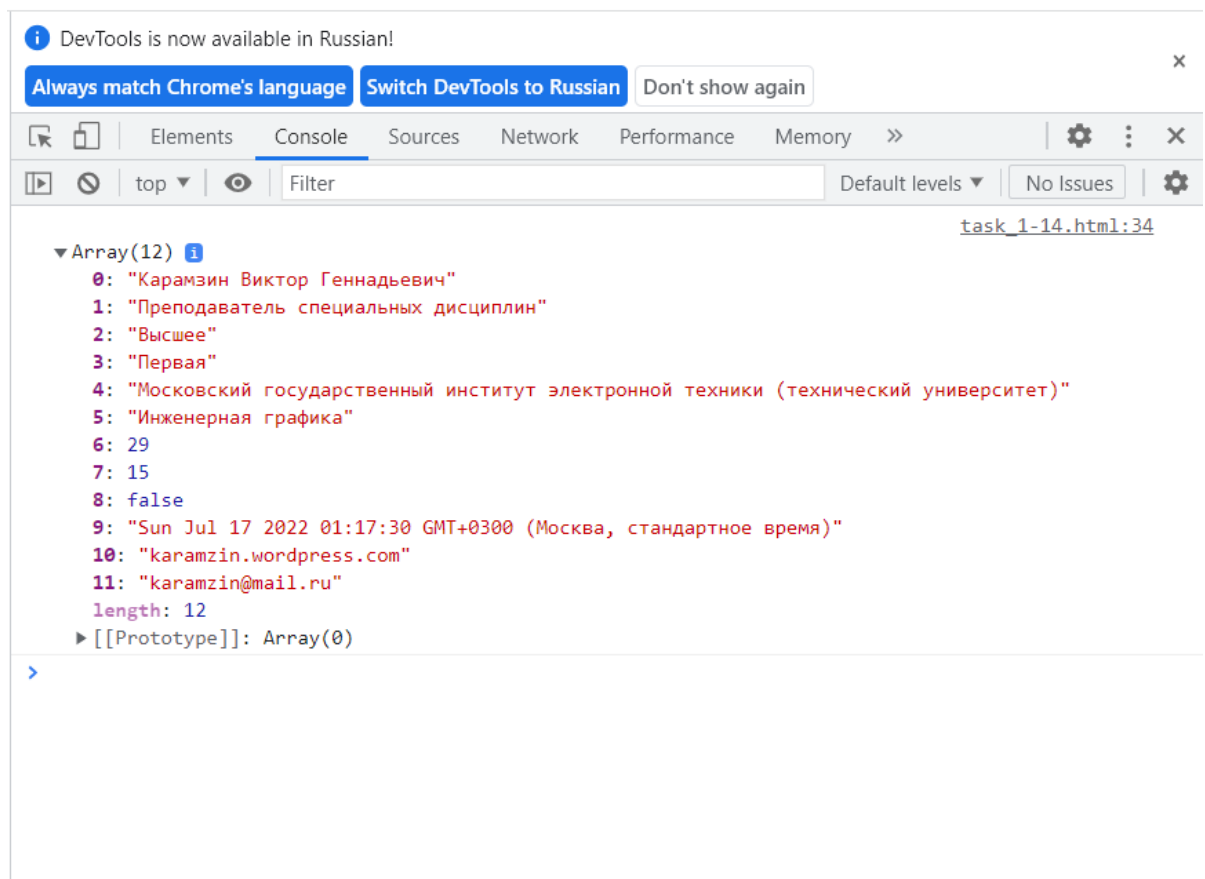 DevTools is now available in Russian!
Always match Chrome's language Switch DevTools to Russian Don't show again
Elements Console Sources Network Performance Memory
top Filter Default levels No Issues
task_1-14.html:34
Array(12)
0: "Карамзин Виктор Геннадьевич"
1: "Преподаватель специальных дисциплин"
2: "Высшее"
3: "Первая"
4: "Московский государственный институт электронной техники (технический университет)"
5: "Инженерная графика"
6: 29
7: 15
8: false
9: "Sun Jul 17 2022 01:17:30 GMT+0300 (Москва, стандартное время)"
10: "karamzin.wordpress.com"
11: "karamzin@mail.ru"
length: 12
[[Prototype]]: Array(0)